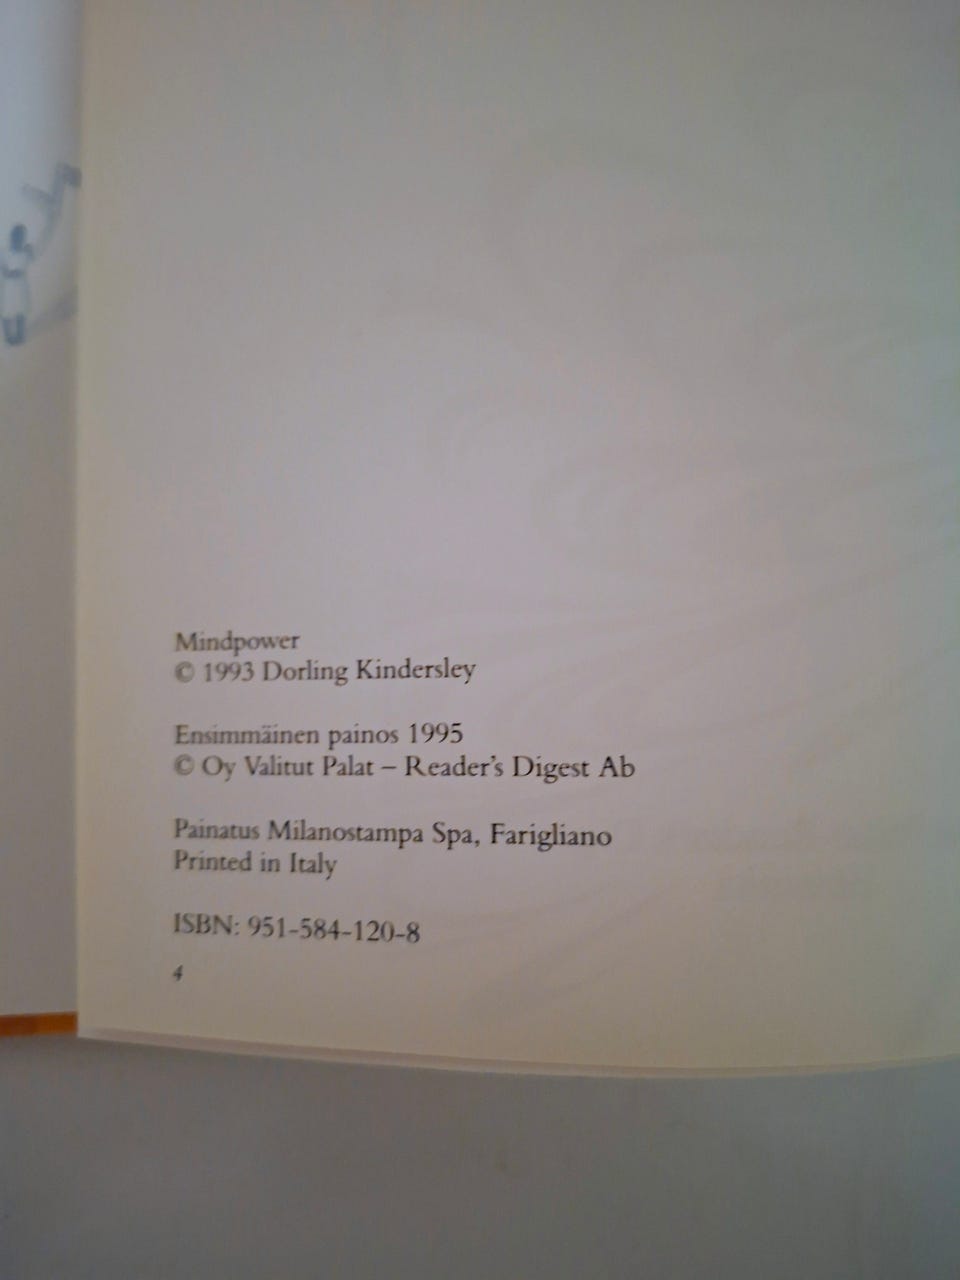 Mindpower
© 1993 Dorling Kindersley
Ensimmäinen painos 1995
© Oy Valitut Palat – Reader's Digest Ab
Painatus Milanostampa Spa, Farigliano
Printed in Italy
ISBN: 951-584-120-8
4